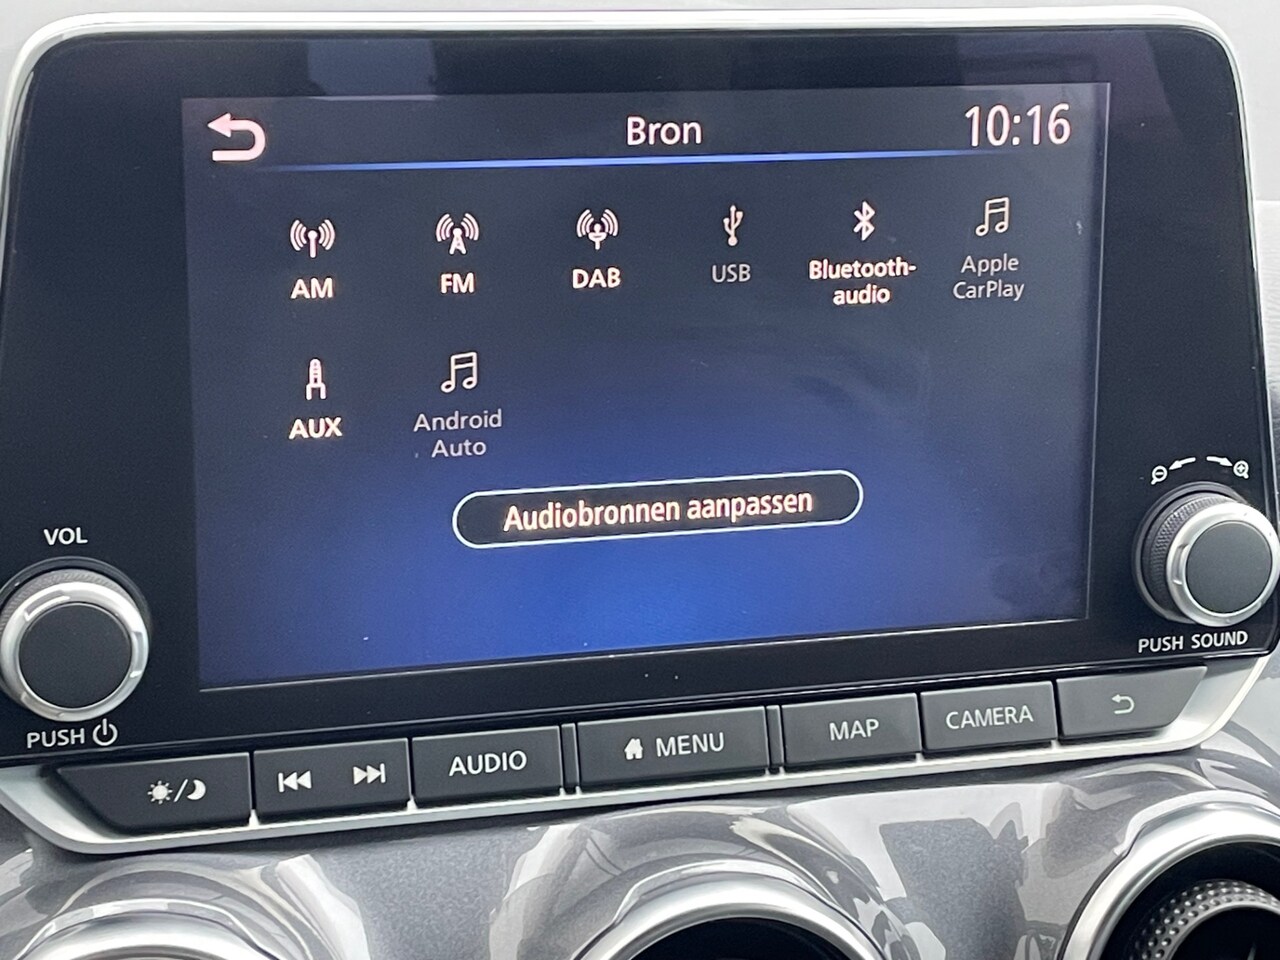 Bron
10:16
AM
FM
DAB
USB
Bluetooth-
audio
Apple
CarPlay
AUX
Android
Auto
Audiobronnen aanpassen
VOL
PUSH
PUSH SOUND
AUDIO
MENU
MAP
CAMERA